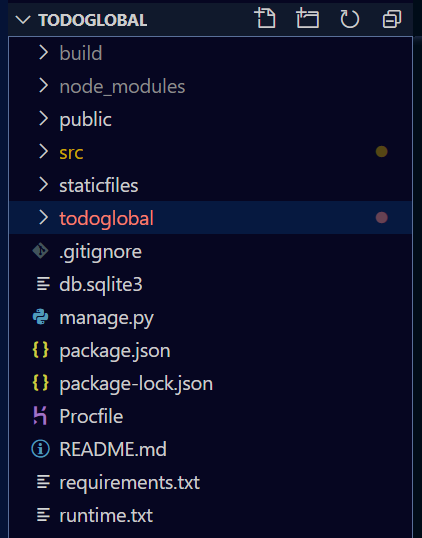 TODOGLOBAL
build
node_modules
public
src
staticfiles
todoglobal
.gitignore
db.sqlite3
manage.py
package.json
package-lock.json
Procfile
README.md
requirements.txt
runtime.txt